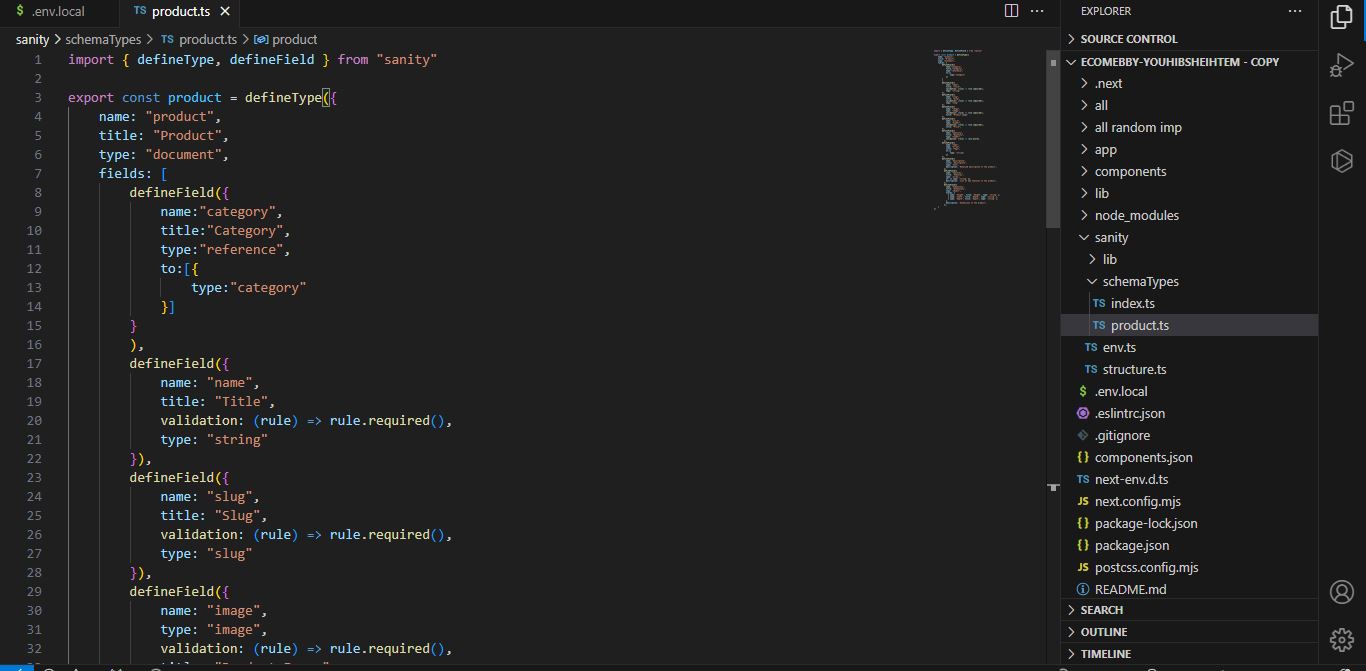 .env.local
TS product.ts
sanity > schemaTypes > TS product.ts > product
1 import { defineType, defineField } from "sanity"
2
3 export const product = defineType({
4 name: "product",
5 title: "Product",
6 type: "document",
7 fields: [
8 defineField({
9 name:"category",
10 title:"Category",
11 type:"reference",
12 to:[{
13 type:"category"
14 }]
15 }
16 ),
17 defineField({
18 name: "name",
19 title: "Title",
20 validation: (rule) => rule.required(),
21 type: "string"
22 }),
23 defineField({
24 name: "slug",
25 title: "Slug",
26 validation: (rule) => rule.required(),
27 type: "slug"
28 }),
29 defineField({
30 name: "image",
31 type: "image",
32 validation: (rule) => rule.required(),
EXPLORER
SOURCE CONTROL
ECOMEBBY-YOUHIBSHEIHTEM - COPY
.next
all
all random imp
app
components
lib
node_modules
sanity
lib
schemaTypes
TS index.ts
TS product.ts
TS env.ts
TS structure.ts
$ .env.local
.eslintrc.json
.gitignore
{} components.json
TS next-env.d.ts
JS next.config.mjs
{} package-lock.json
{} package.json
JS postcss.config.mjs
README.md
SEARCH
OUTLINE
TIMELINE